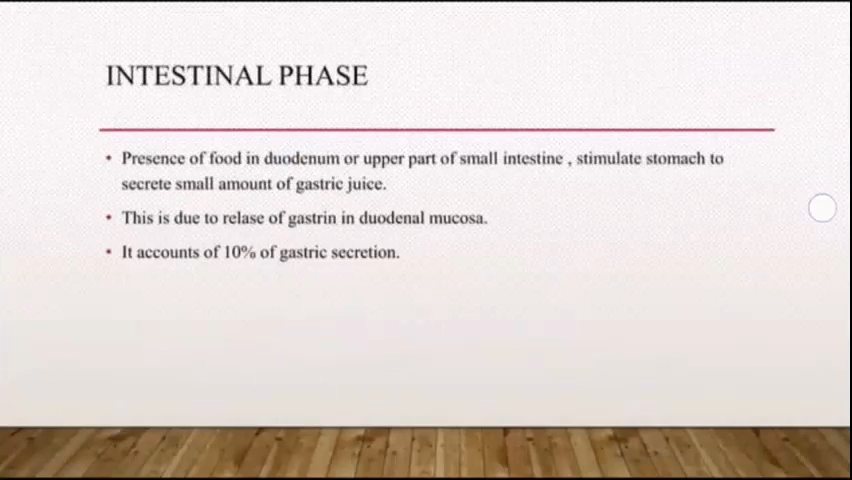 INTESTINAL PHASE
• Presence of food in duodenum or upper part of small intestine , stimulate stomach to
secrete small amount of gastric juice.
• This is due to relase of gastrin in duodenal mucosa.
• It accounts of 10% of gastric secretion.